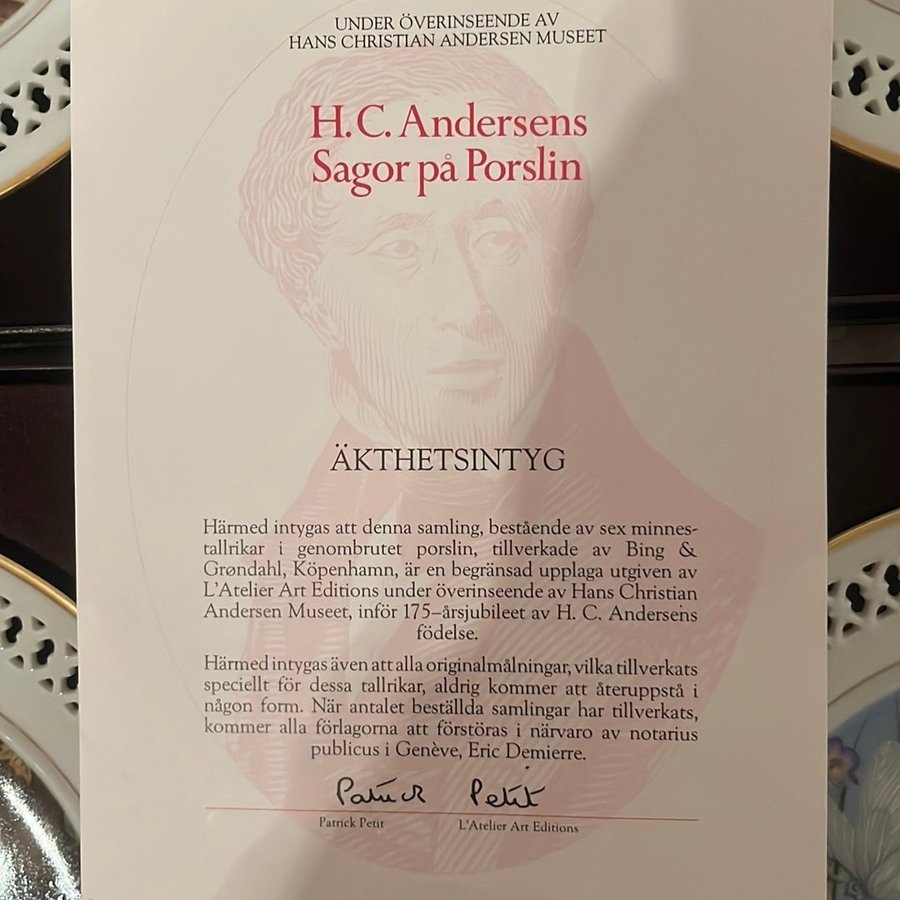 UNDER ÖVERINSEENDE AV
HANS CHRISTIAN ANDERSEN MUSEET
H.C. Andersens
Sagor på Porslin
ÄKTHETSINTYG
Härmed intygas att denna samling, bestående av sex minnes-
tallrikar i genombrutet porslin, tillverkade av Bing &
Grøndahl, Köpenhamn, är en begränsad upplaga utgiven av
L'Atelier Art Editions under överinseende av Hans Christian
Andersen Museet, inför 175–årsjubileet av H. C. Andersens
födelse.
Härmed intygas även att alla originalmålningar, vilka tillverkats
speciellt för dessa tallrikar, aldrig kommer att återuppstå i
någon form. När antalet beställda samlingar har tillverkats,
kommer alla förlagorna att förstöras i närvaro av notarius
publicus i Genève, Eric Demierre.
Patrick Petit
Patrick Petit L'Atelier Art Editions